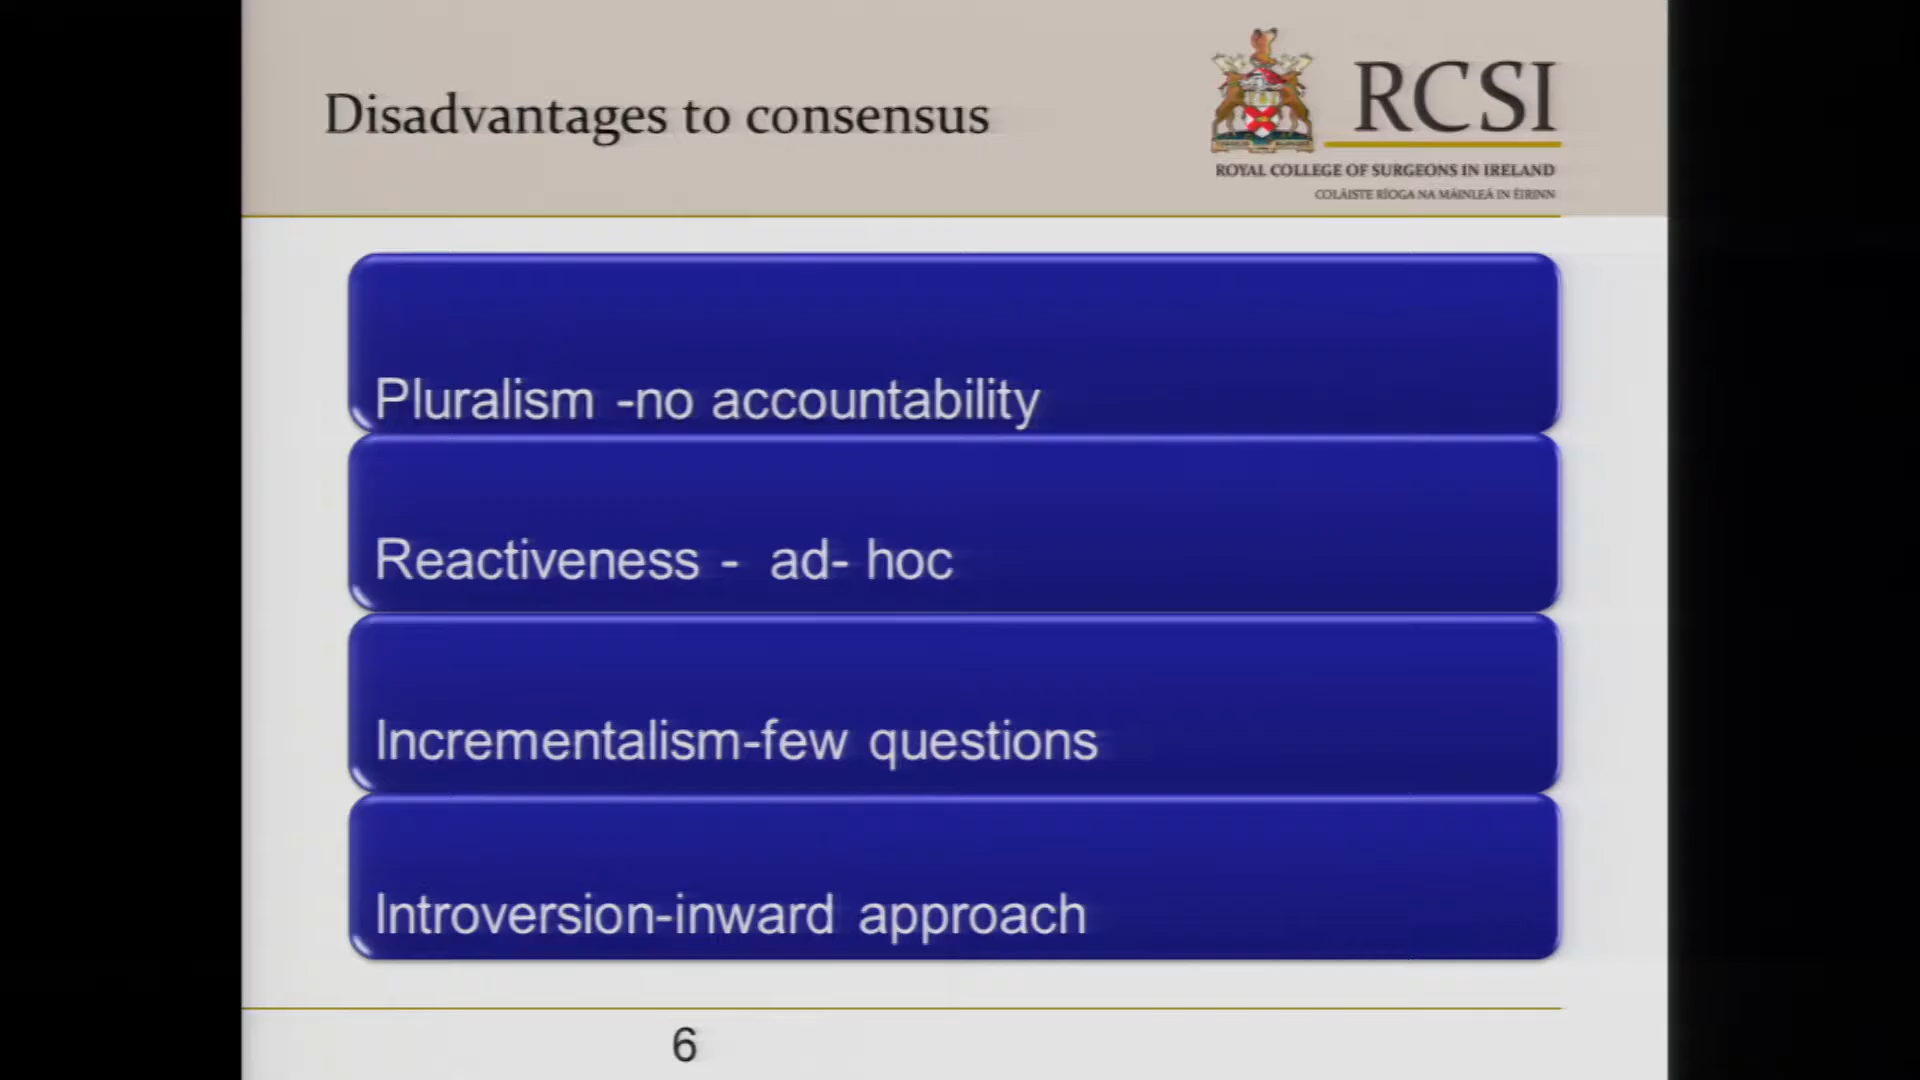 Disadvantages to consensus
RCSI
ROYAL COLLEGE OF SURGEONS IN IRELAND
COLÁISTE RÍOGA NA MÁINLEÁ IN ÉIRINN
Pluralism -no accountability
Reactiveness - ad- hoc
Incrementalism-few questions
Introversion-inward approach
6